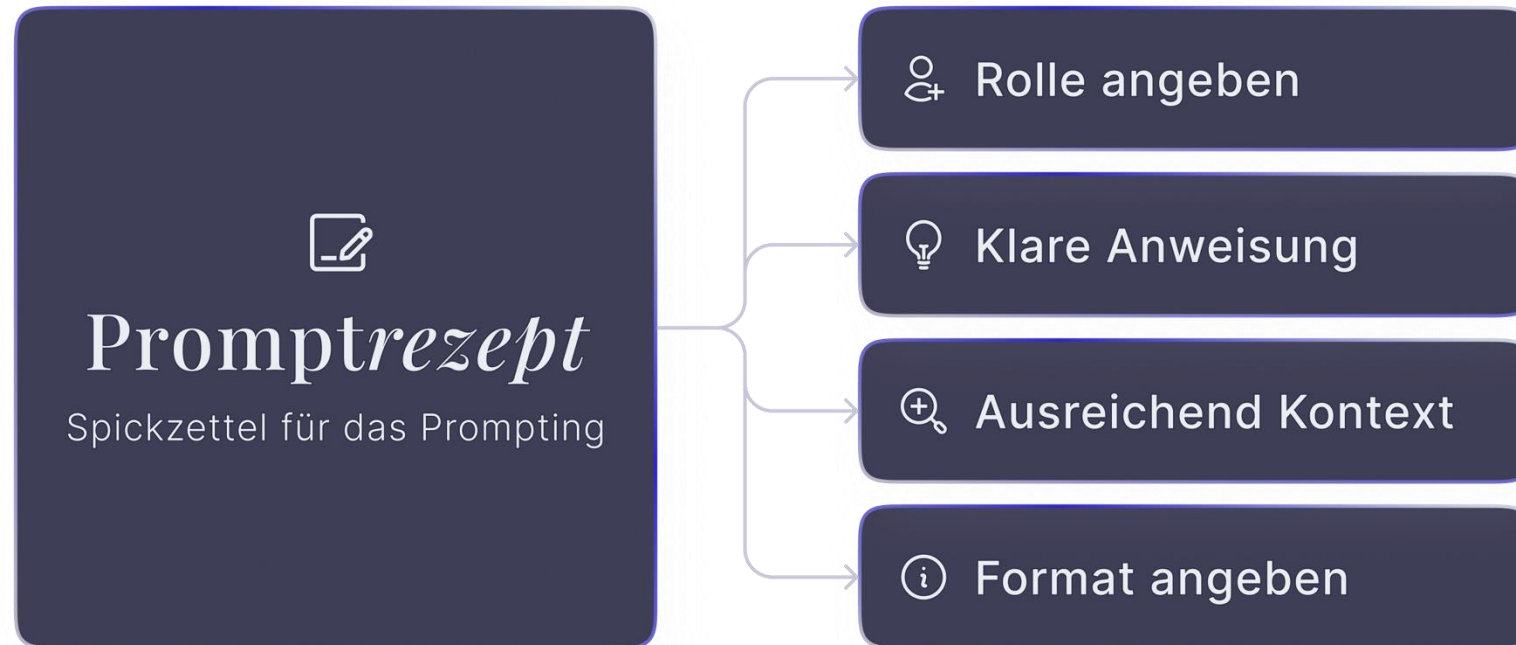 Promptrezept
Spickzettel für das Prompting
Rolle angeben
Klare Anweisung
Ausreichend Kontext
Format angeben